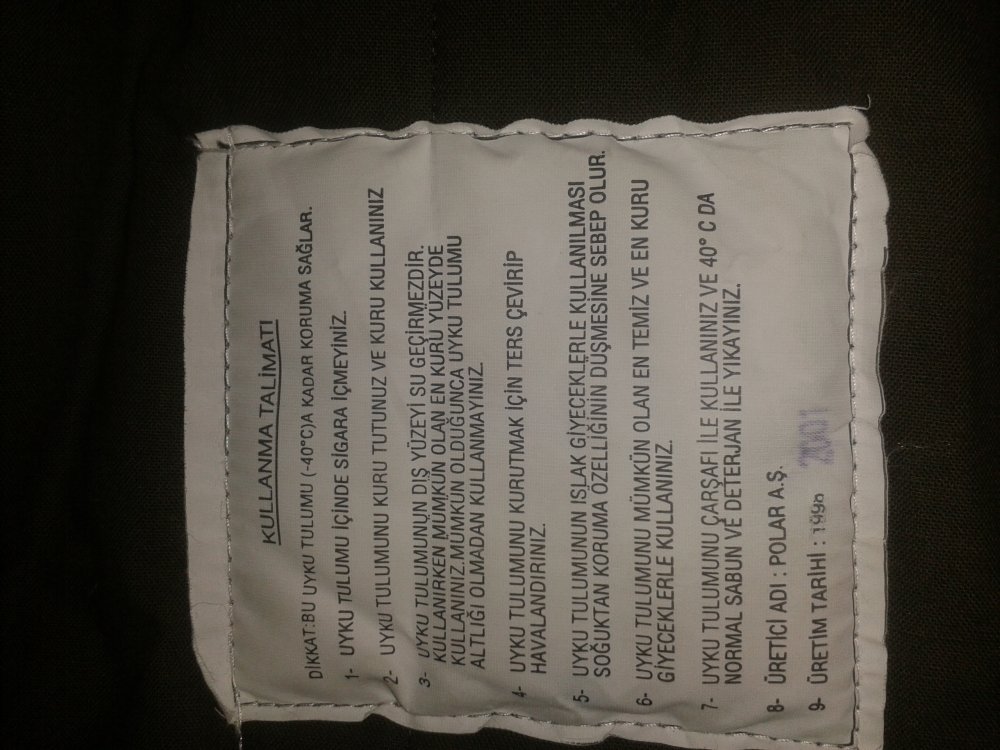 KULLANMA TALİMATI
DİKKAT:BU UYKU TULUMU (-40°C)A KADAR KORUMA SAĞLAR.
1- UYKU TULUMU İÇİNDE SİGARA İÇMEYİNİZ.
2- UYKU TULUMUNU KURU TUTUNUZ VE KURU KULLANINIZ
3- UYKU TULUMUNUN DIŞ YÜZEYİ SU GEÇİRMEZDİR.
KULLANIRKEN MÜMKÜN OLAN EN KURU YÜZEYDE
KULLANINIZ.MÜMKÜN OLDUĞUNCA UYKU TULUMU
ALTLIĞI OLMADAN KULLANMAYINIZ.
4- UYKU TULUMUNU KURUTMAK İÇİN TERS ÇEVİRİP
HAVALANDIRINIZ.
5- UYKU TULUMUNUN ISLAK GİYECEKLERLE KULLANILMASI
SOĞUKTAN KORUMA ÖZELLİĞİNİN DÜŞMESİNE SEBEP OLUR.
6- UYKU TULUMUNU MÜMKÜN OLAN EN TEMİZ VE EN KURU
GİYECEKLERLE KULLANINIZ.
7- UYKU TULUMUNU ÇARŞAFI İLE KULLANINIZ VE 40° C DA
NORMAL SABUN VE DETERJAN İLE YIKAYINIZ.
8- ÜRETİCİ ADI : POLAR A.Ş.
9- ÜRETİM TARİHİ : 1998 2001